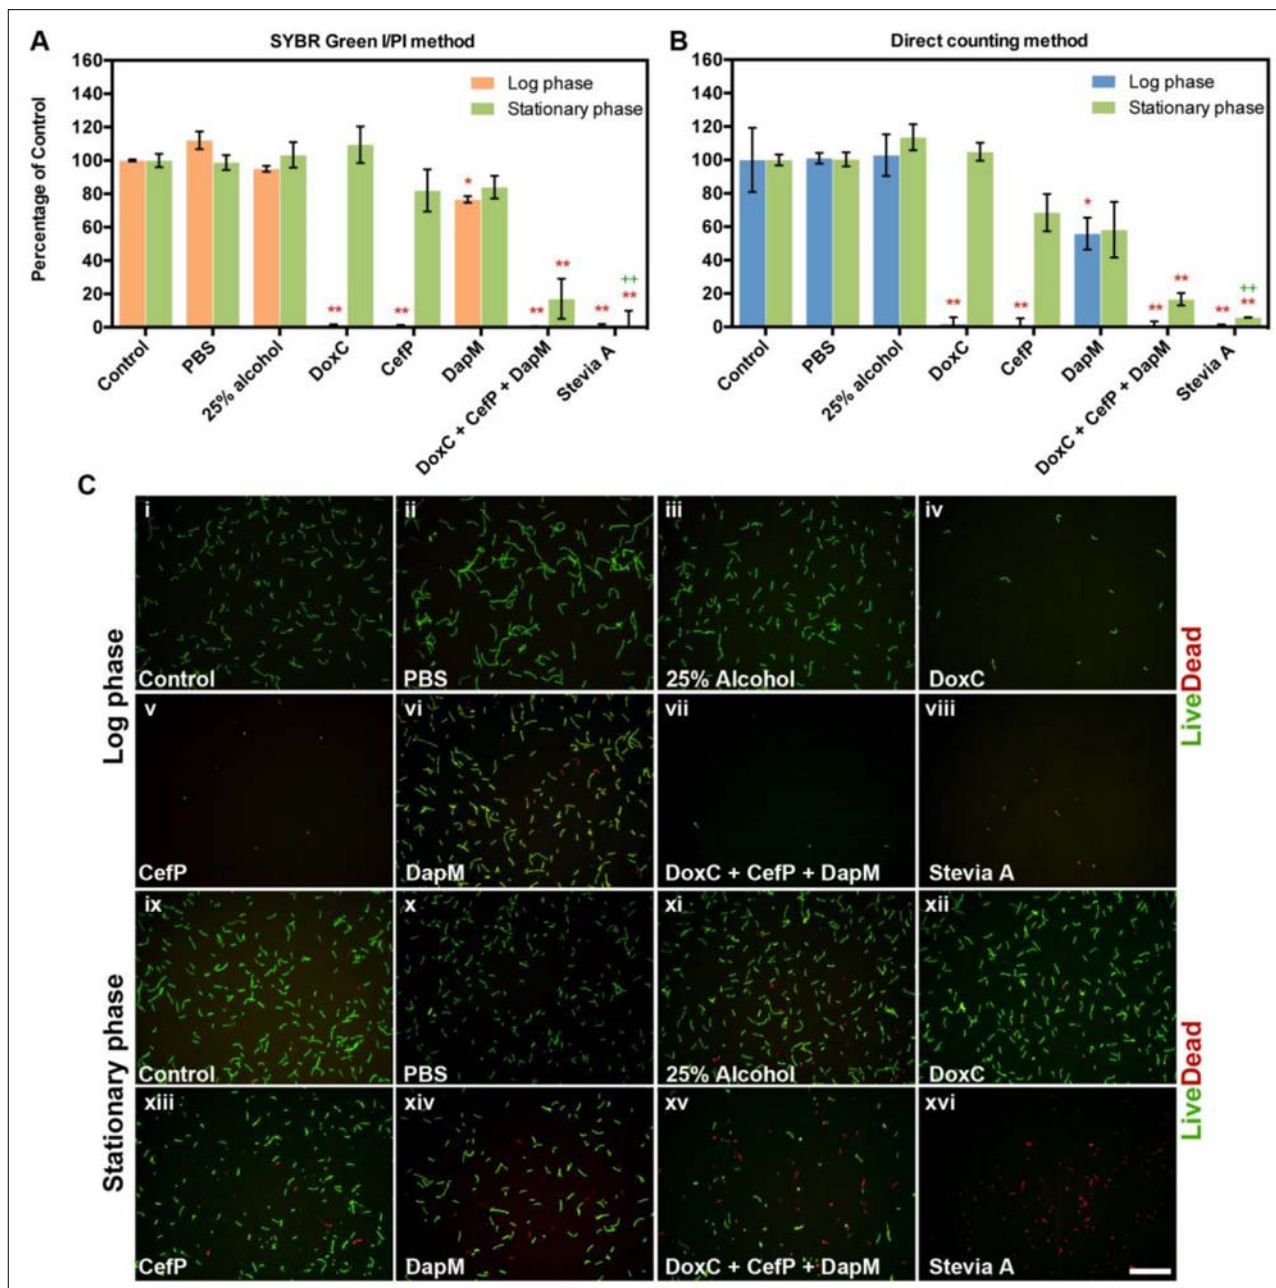 A
SYBR Green I/PI method
Percentage of Control
160
140
120
100
80
60
40
20
0
Log phase
Stationary phase
*
**
**
**
**
**
++
**
Control
PBS
25% alcohol
DoxC
CefP
DapM
DoxC + CefP + DapM
Stevia A
B
Direct counting method
160
140
120
100
80
60
40
20
0
Log phase
Stationary phase
*
**
**
**
**
**
++
**
Control
PBS
25% alcohol
DoxC
CefP
DapM
DoxC + CefP + DapM
Stevia A
C
Log phase
i
Control
ii
PBS
iii
25% Alcohol
iv
DoxC
v
CefP
vi
DapM
vii
DoxC + CefP + DapM
viii
Stevia A
LiveDead
Stationary phase
ix
Control
x
PBS
xi
25% Alcohol
xii
DoxC
xiii
CefP
xiv
DapM
xv
DoxC + CefP + DapM
xvi
Stevia A
LiveDead